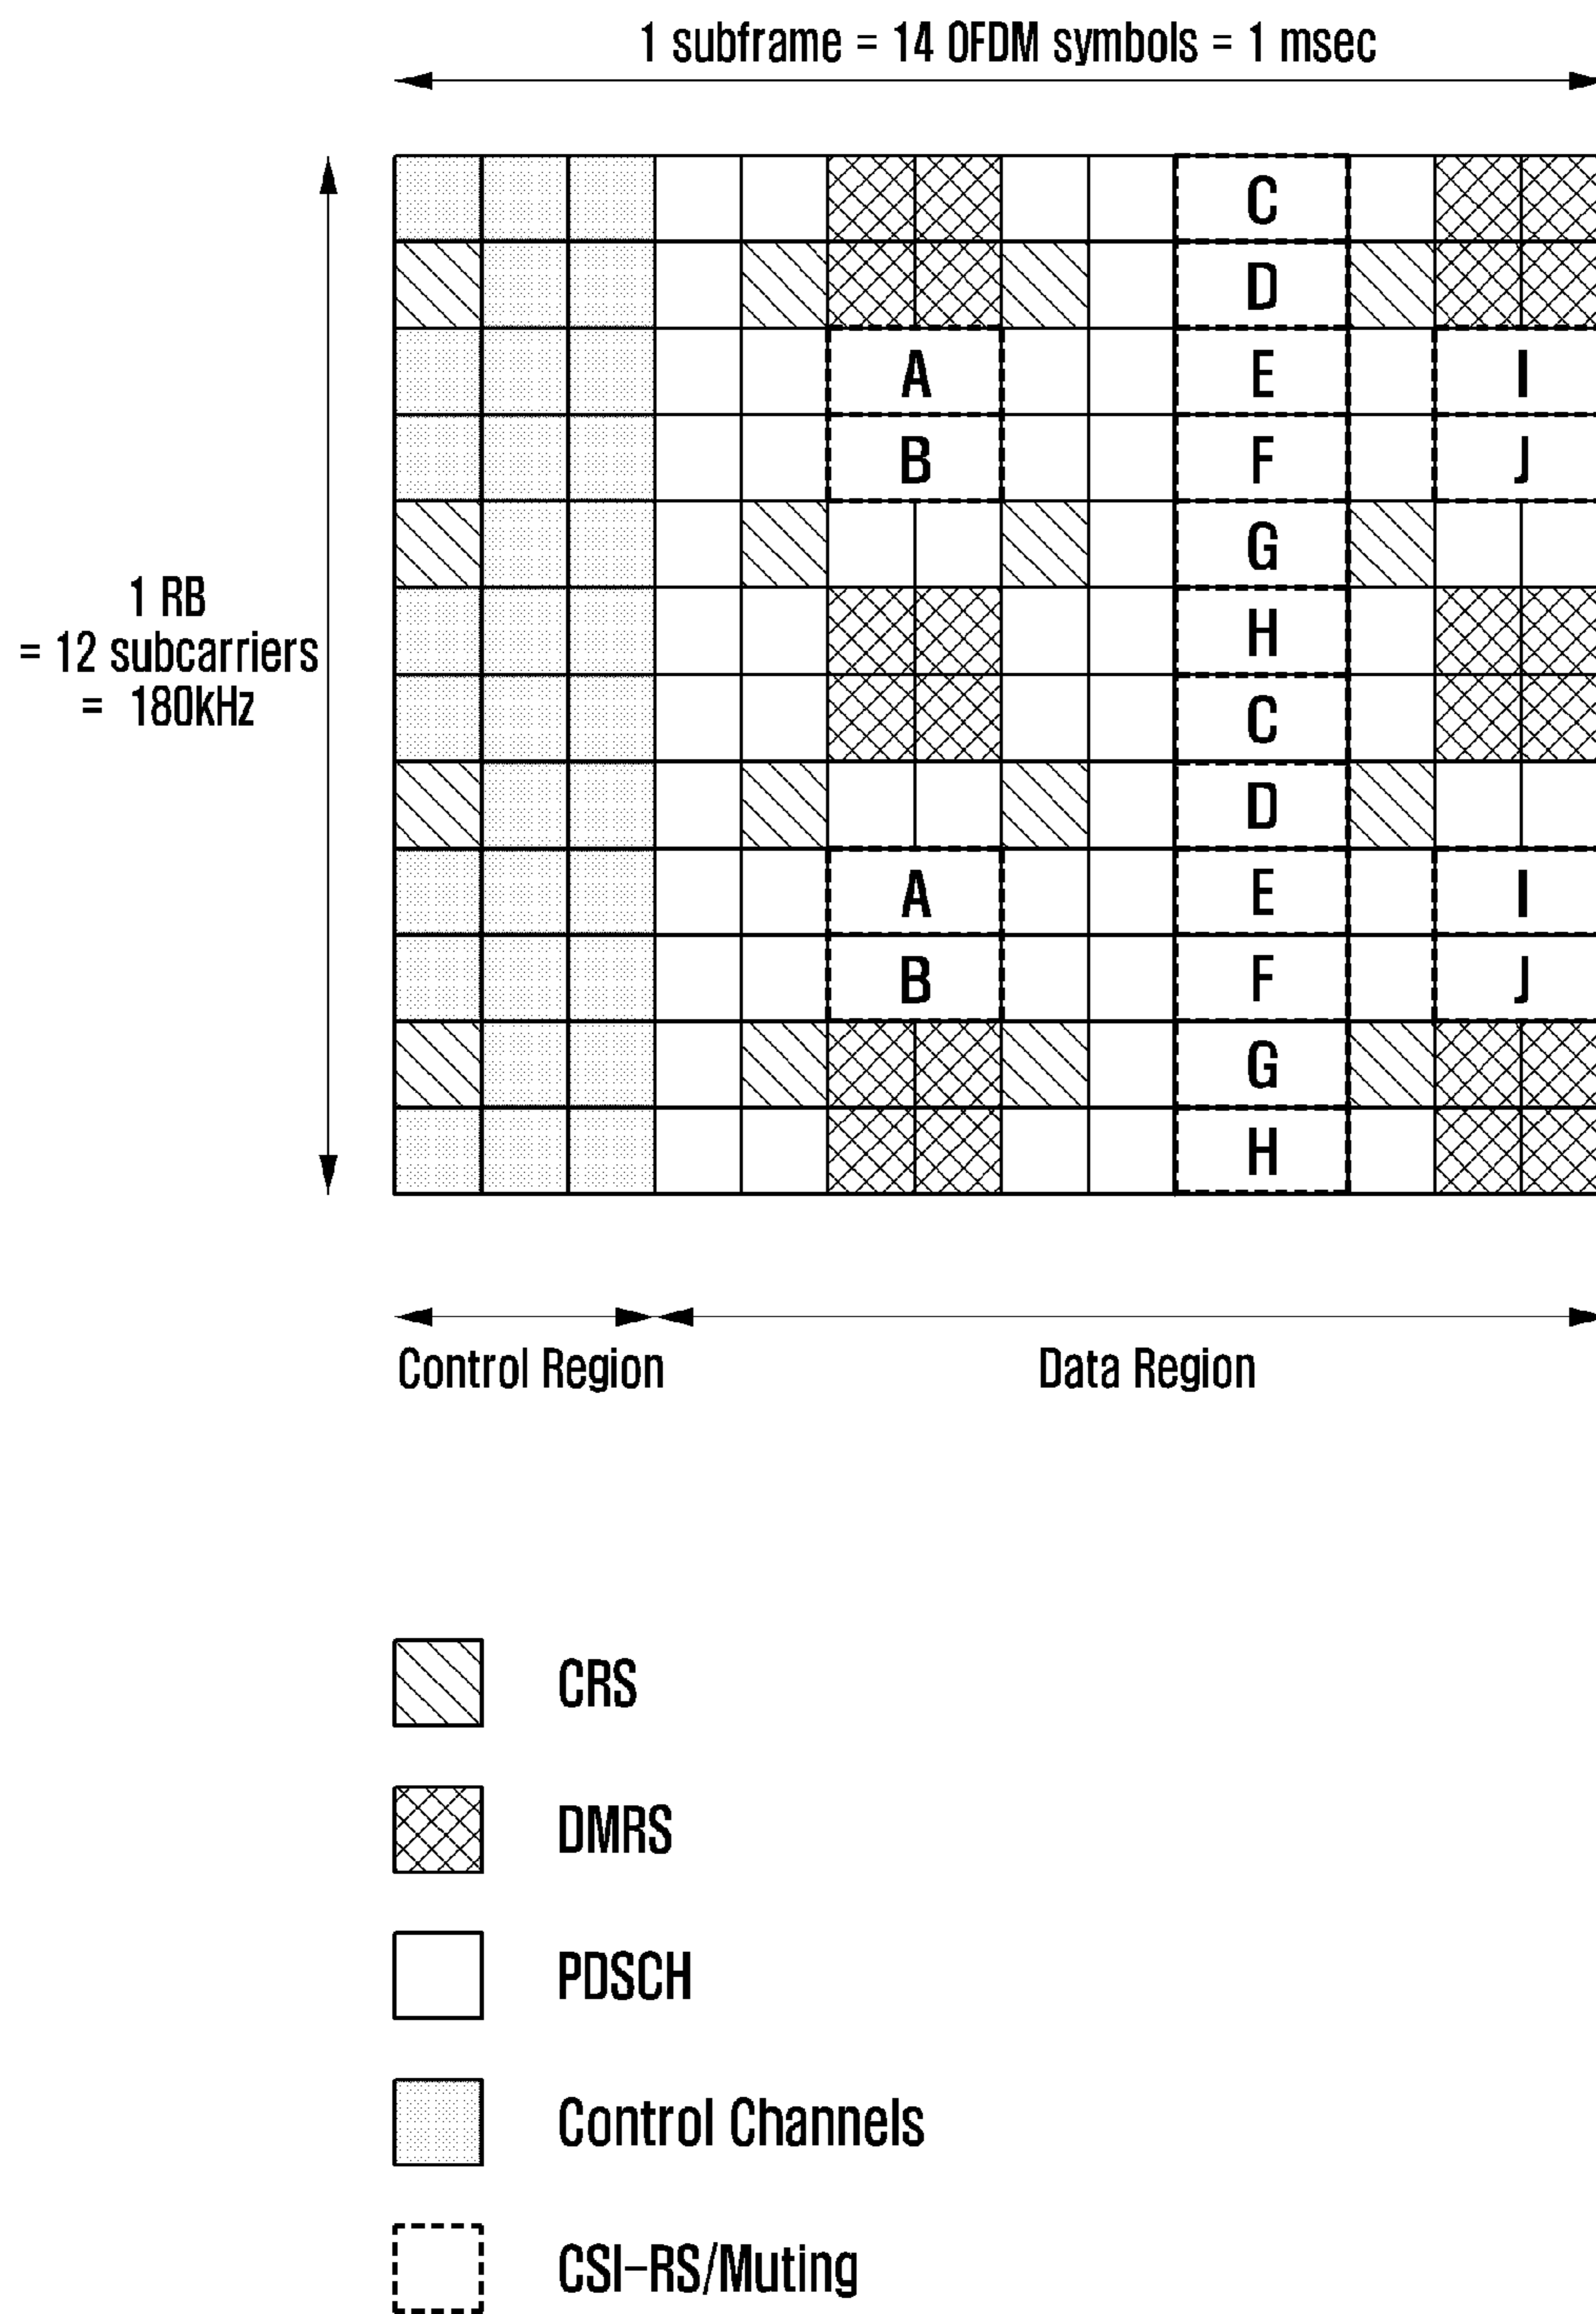 1 subframe = 14 OFDM symbols = 1 msec
C
D
A E I
B F J
G
1 RB
= 12 subcarriers
= 180kHz
H
C
D
A E I
B F J
G
H
Control Region Data Region
CRS
DMRS
PDSCH
Control Channels
CSI-RS/Muting